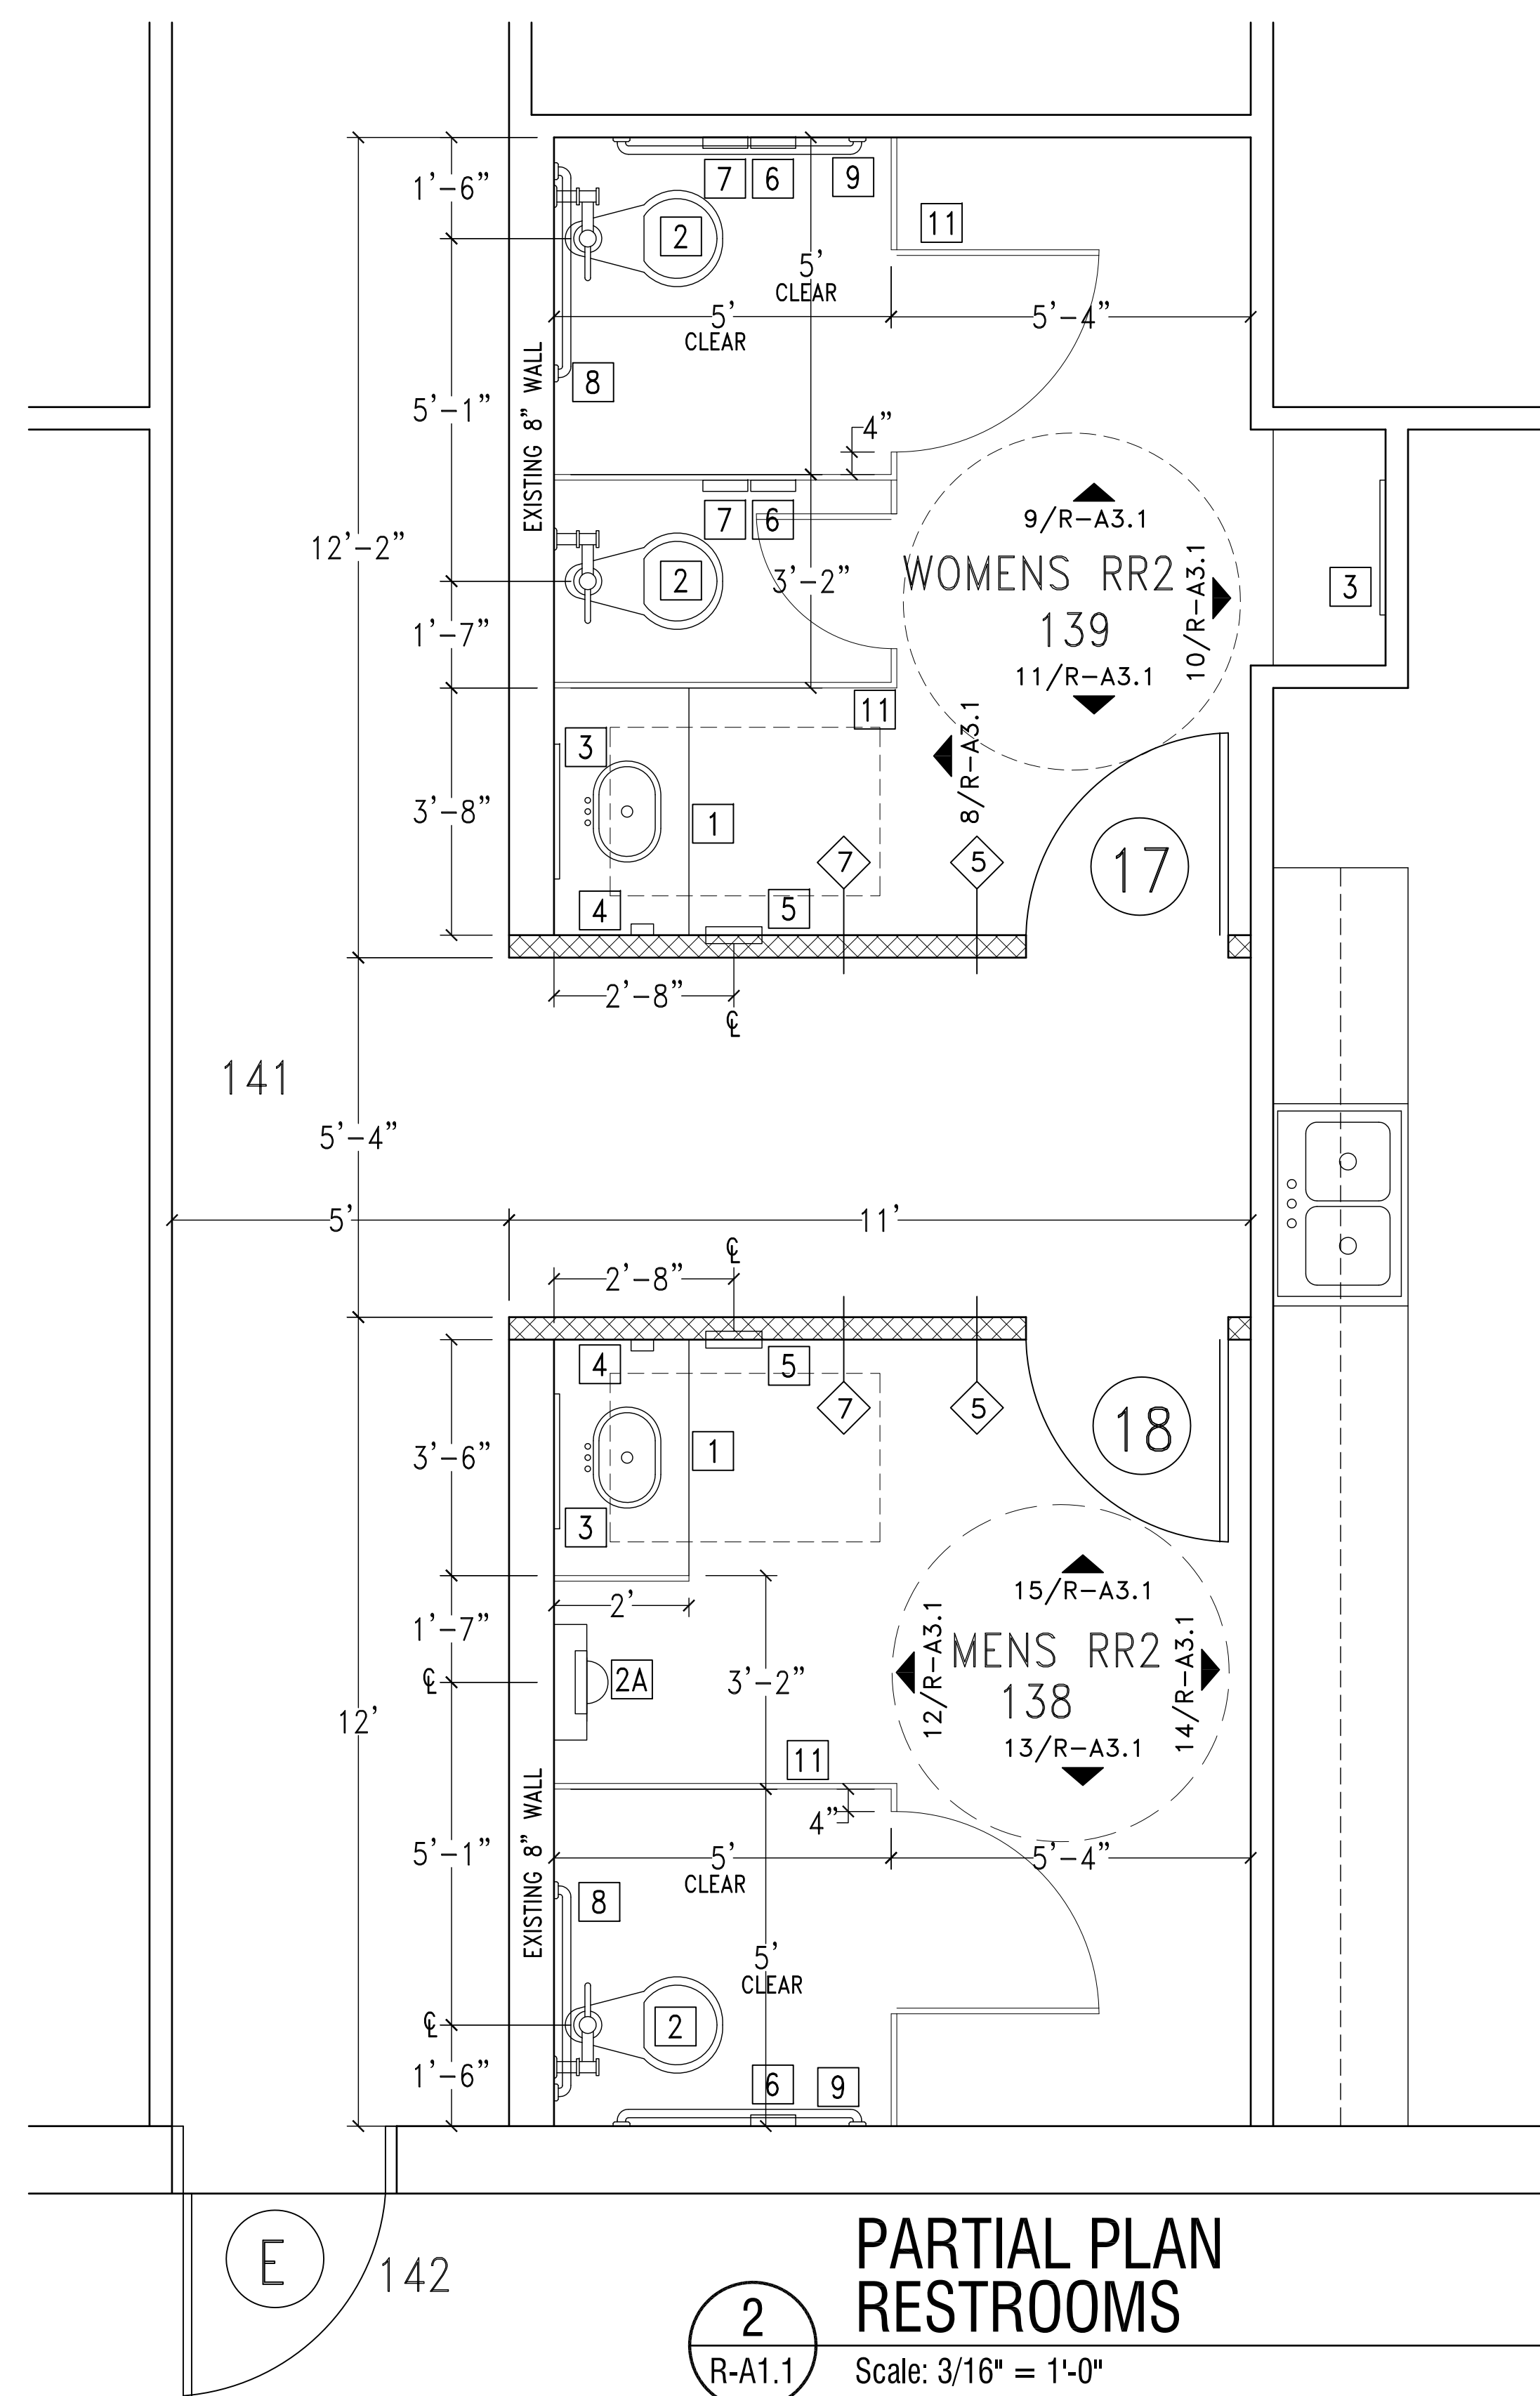 1'-6"
7
6
9
11
2
5'
CLEAR
5'
CLEAR
5'-4"
8
EXISTING 8" WALL
5'-1"
4"
12'-2"
7
6
9/R-A3.1
2
3'-2"
WOMENS RR2
139
10/R-A3.1
3
1'-7"
11/R-A3.1
11
3
8/R-A3.1
3'-8"
1
7
5
17
4
5
2'-8"
CL
141
5'-4"
5'
11'
CL
2'-8"
4
5
7
5
18
3'-6"
1
3
2'
15/R-A3.1
1'-7"
CL
2A
3'-2"
12/R-A3.1
MENS RR2
138
14/R-A3.1
12'
13/R-A3.1
11
4"
EXISTING 8" WALL
5'-1"
5'
CLEAR
5'-4"
8
5'
CLEAR
CL
2
1'-6"
6
9
E
142
PARTIAL PLAN
RESTROOMS
2
R-A1.1
Scale: 3/16" = 1'-0"